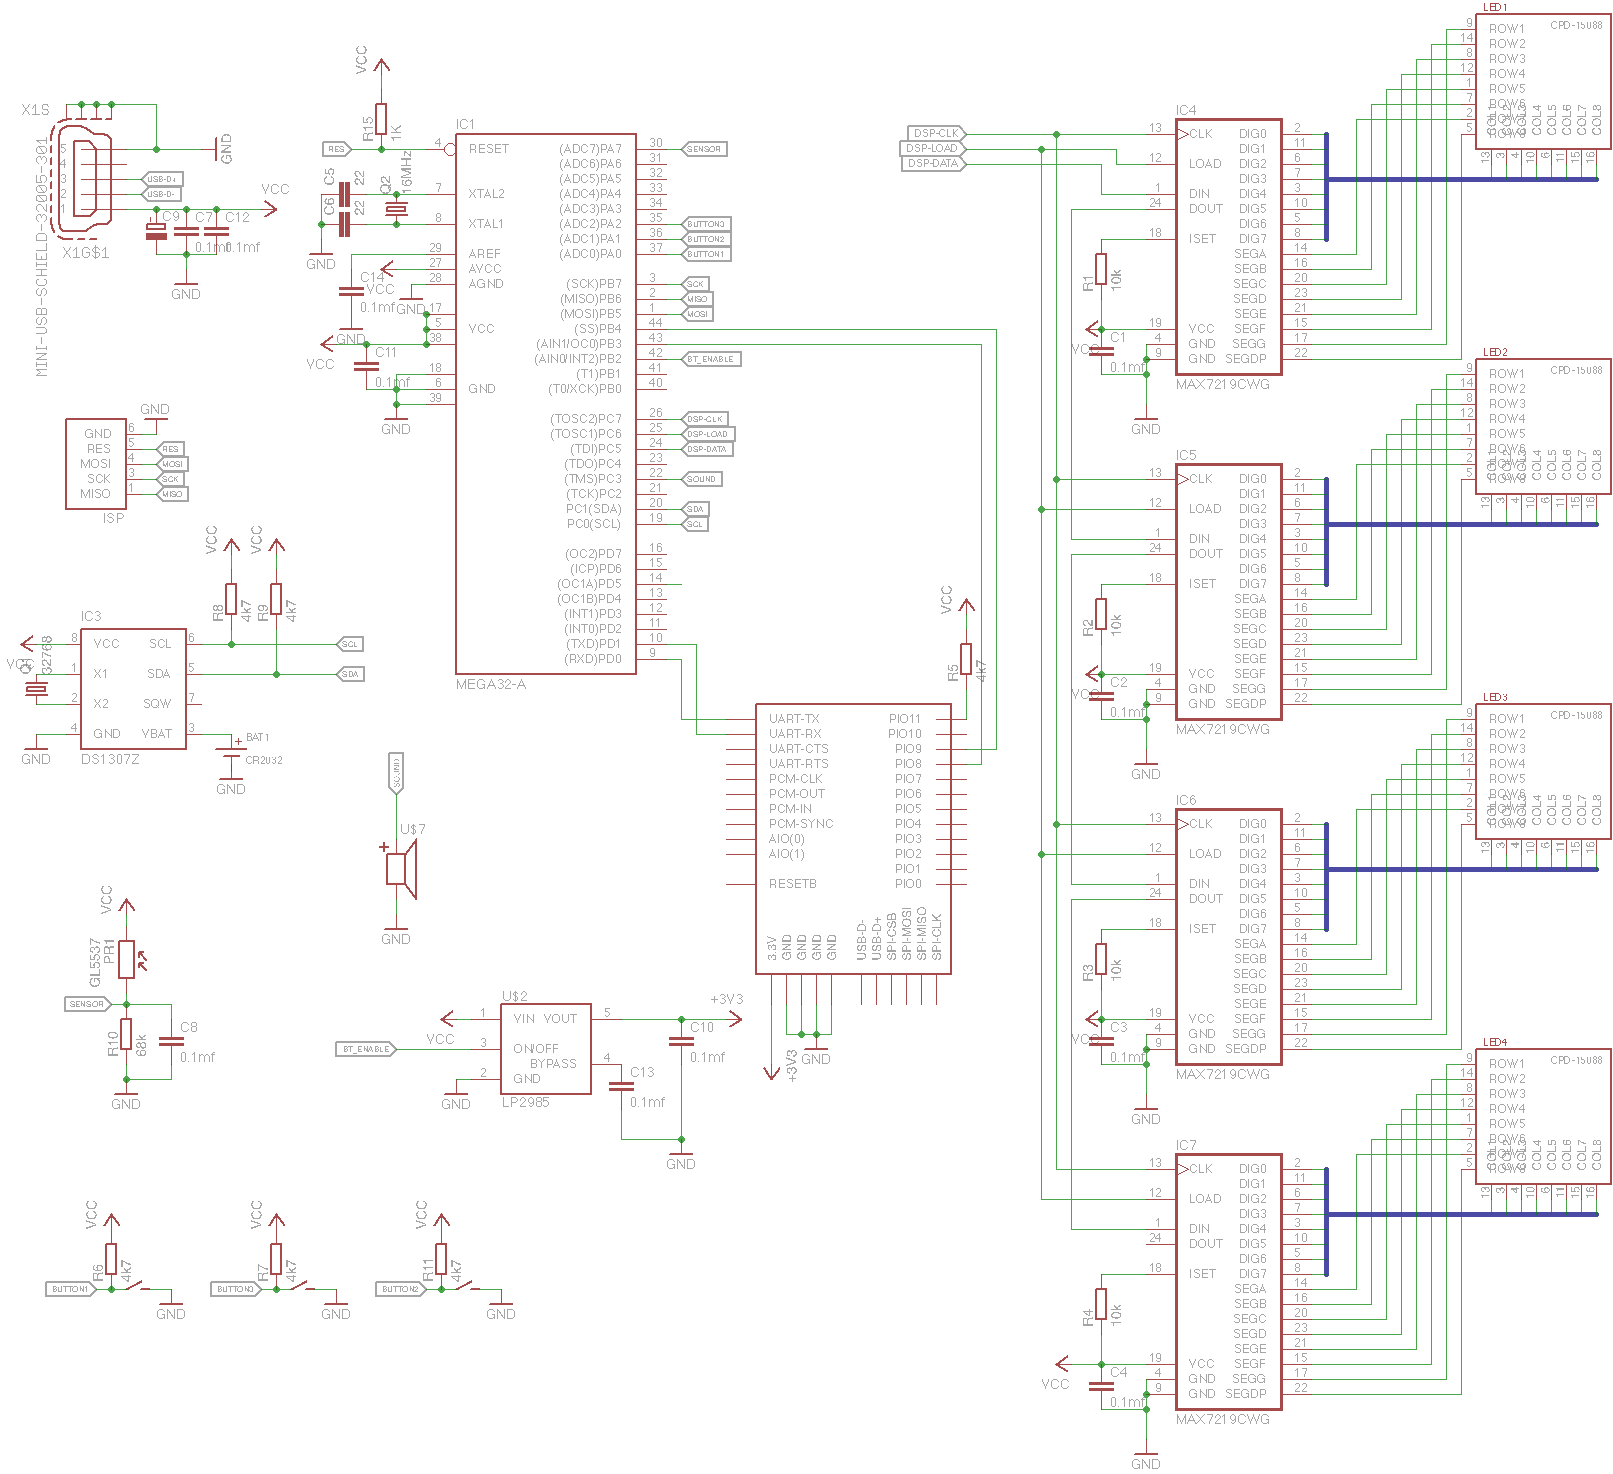 X1S
MINI-USB-SCHIELD-32005-301
5
4
3
2
1
GND
USB-D+
USB-D-
VCC
C9
C7
C12
0.1mf
0.1mf
X1G$1
GND
VCC
R15
1K
RES
C5
22
C6
22
Q2
16MHz
GND
C14
VCC
0.1mf
GND
GND
VCC
C11
0.1mf
GND
IC1
4 RESET
7 XTAL2
8 XTAL1
29 AREF
27 AVCC
28 AGND
17
5 VCC
38
18
6 GND
39
(ADC7)PA7 30 SENSOR
(ADC6)PA6 31
(ADC5)PA5 32
(ADC4)PA4 33
(ADC3)PA3 34
(ADC2)PA2 35 BUTTON3
(ADC1)PA1 36 BUTTON2
(ADC0)PA0 37 BUTTON1
(SCK)PB7 3 SCK
(MISO)PB6 2 MISO
(MOSI)PB5 1 MOSI
(SS)PB4 44
(AIN1/OC0)PB3 43
(AIN0/INT2)PB2 42 BT_ENABLE
(T1)PB1 41
(T0/XCK)PB0 40
(TOSC2)PC7 26 DSP-CLK
(TOSC1)PC6 25 DSP-LOAD
(TDI)PC5 24 DSP-DATA
(TDO)PC4 23
(TMS)PC3 22 SOUND
(TCK)PC2 21
PC1(SDA) 20 SDA
PC0(SCL) 19 SCL
(OC2)PD7 16
(ICP)PD6 15
(OC1A)PD5 14
(OC1B)PD4 13
(INT1)PD3 12
(INT0)PD2 11
(TXD)PD1 10
(RXD)PD0 9
MEGA32-A
GND
GND 6
RES 5 RES
MOSI 4 MOSI
SCK 3 SCK
MISO 1 MISO
ISP
VCC
VCC
R8
4k7
R9
4k7
IC3
8 VCC SCL 6 SCL
1 X1 SDA 5 SDA
2 X2 SQW 7
4 GND VBAT 3
DS1307Z
VCC
Q1
32768
GND
BAT1
CR2032
GND
SOUND
U$7
GND
VCC
GL5537
PR1
SENSOR
R10
68k
C8
0.1mf
GND
U$2
1 VIN VOUT 5
3 ON/OFF
BYPASS 4
2 GND
LP2985
VCC
BT_ENABLE
GND
+3V3
C10
0.1mf
C13
0.1mf
GND
VCC
R5
4k7
UART-TX PIO11
UART-RX PIO10
UART-CTS PIO9
UART-RTS PIO8
PCM-CLK PIO7
PCM-OUT PIO6
PCM-IN PIO5
PCM-SYNC PIO4
AIO(0) PIO3
AIO(1) PIO2
PIO1
RESETB PIO0
3.3V
GND
GND
GND
GND
USB-D-
USB-D+
SPI-CSB
SPI-MOSI
SPI-MISO
SPI-CLK
+3V3
GND
VCC
R6
4k7
BUTTON1
GND
VCC
R7
4k7
BUTTON3
GND
VCC
R11
4k7
BUTTON2
GND
DSP-CLK
DSP-LOAD
DSP-DATA
IC4
13 CLK DIG0 2
DIG1 11
12 LOAD DIG2 6
DIG3 7
1 DIN DIG4 3
24 DOUT DIG5 10
DIG6 5
18 ISET DIG7 8
SEGA 14
SEGB 16
SEGC 20
SEGD 23
SEGE 21
19 VCC SEGF 15
4 GND SEGG 17
9 GND SEGDP 22
MAX7219CWG
R1
10k
VCC
C1
0.1mf
GND
LED1
CPD-15088
9 ROW1
14 ROW2
8 ROW3
12 ROW4
1 ROW5
7 ROW6
2
5
COL1 COL2 COL3 COL4 COL5 COL6 COL7 COL8
13 3 4 10 6 11 15 16
IC5
13 CLK DIG0 2
DIG1 11
12 LOAD DIG2 6
DIG3 7
1 DIN DIG4 3
24 DOUT DIG5 10
DIG6 5
18 ISET DIG7 8
SEGA 14
SEGB 16
SEGC 20
SEGD 23
SEGE 21
19 VCC SEGF 15
4 GND SEGG 17
9 GND SEGDP 22
MAX7219CWG
R2
10k
VCC
C2
0.1mf
GND
LED2
CPD-15088
9 ROW1
14 ROW2
8 ROW3
12 ROW4
1 ROW5
7 ROW6
2
5
COL1 COL2 COL3 COL4 COL5 COL6 COL7 COL8
13 3 4 10 6 11 15 16
IC6
13 CLK DIG0 2
DIG1 11
12 LOAD DIG2 6
DIG3 7
1 DIN DIG4 3
24 DOUT DIG5 10
DIG6 5
18 ISET DIG7 8
SEGA 14
SEGB 16
SEGC 20
SEGD 23
SEGE 21
19 VCC SEGF 15
4 GND SEGG 17
9 GND SEGDP 22
MAX7219CWG
R3
10k
VCC
C3
0.1mf
GND
LED3
CPD-15088
9 ROW1
14 ROW2
8 ROW3
12 ROW4
1 ROW5
7 ROW6
2
5
COL1 COL2 COL3 COL4 COL5 COL6 COL7 COL8
13 3 4 10 6 11 15 16
IC7
13 CLK DIG0 2
DIG1 11
12 LOAD DIG2 6
DIG3 7
1 DIN DIG4 3
24 DOUT DIG5 10
DIG6 5
18 ISET DIG7 8
SEGA 14
SEGB 16
SEGC 20
SEGD 23
SEGE 21
19 VCC SEGF 15
4 GND SEGG 17
9 GND SEGDP 22
MAX7219CWG
R4
10k
VCC
C4
0.1mf
GND
LED4
CPD-15088
9 ROW1
14 ROW2
8 ROW3
12 ROW4
1 ROW5
7 ROW6
2
5
COL1 COL2 COL3 COL4 COL5 COL6 COL7 COL8
13 3 4 10 6 11 15 16